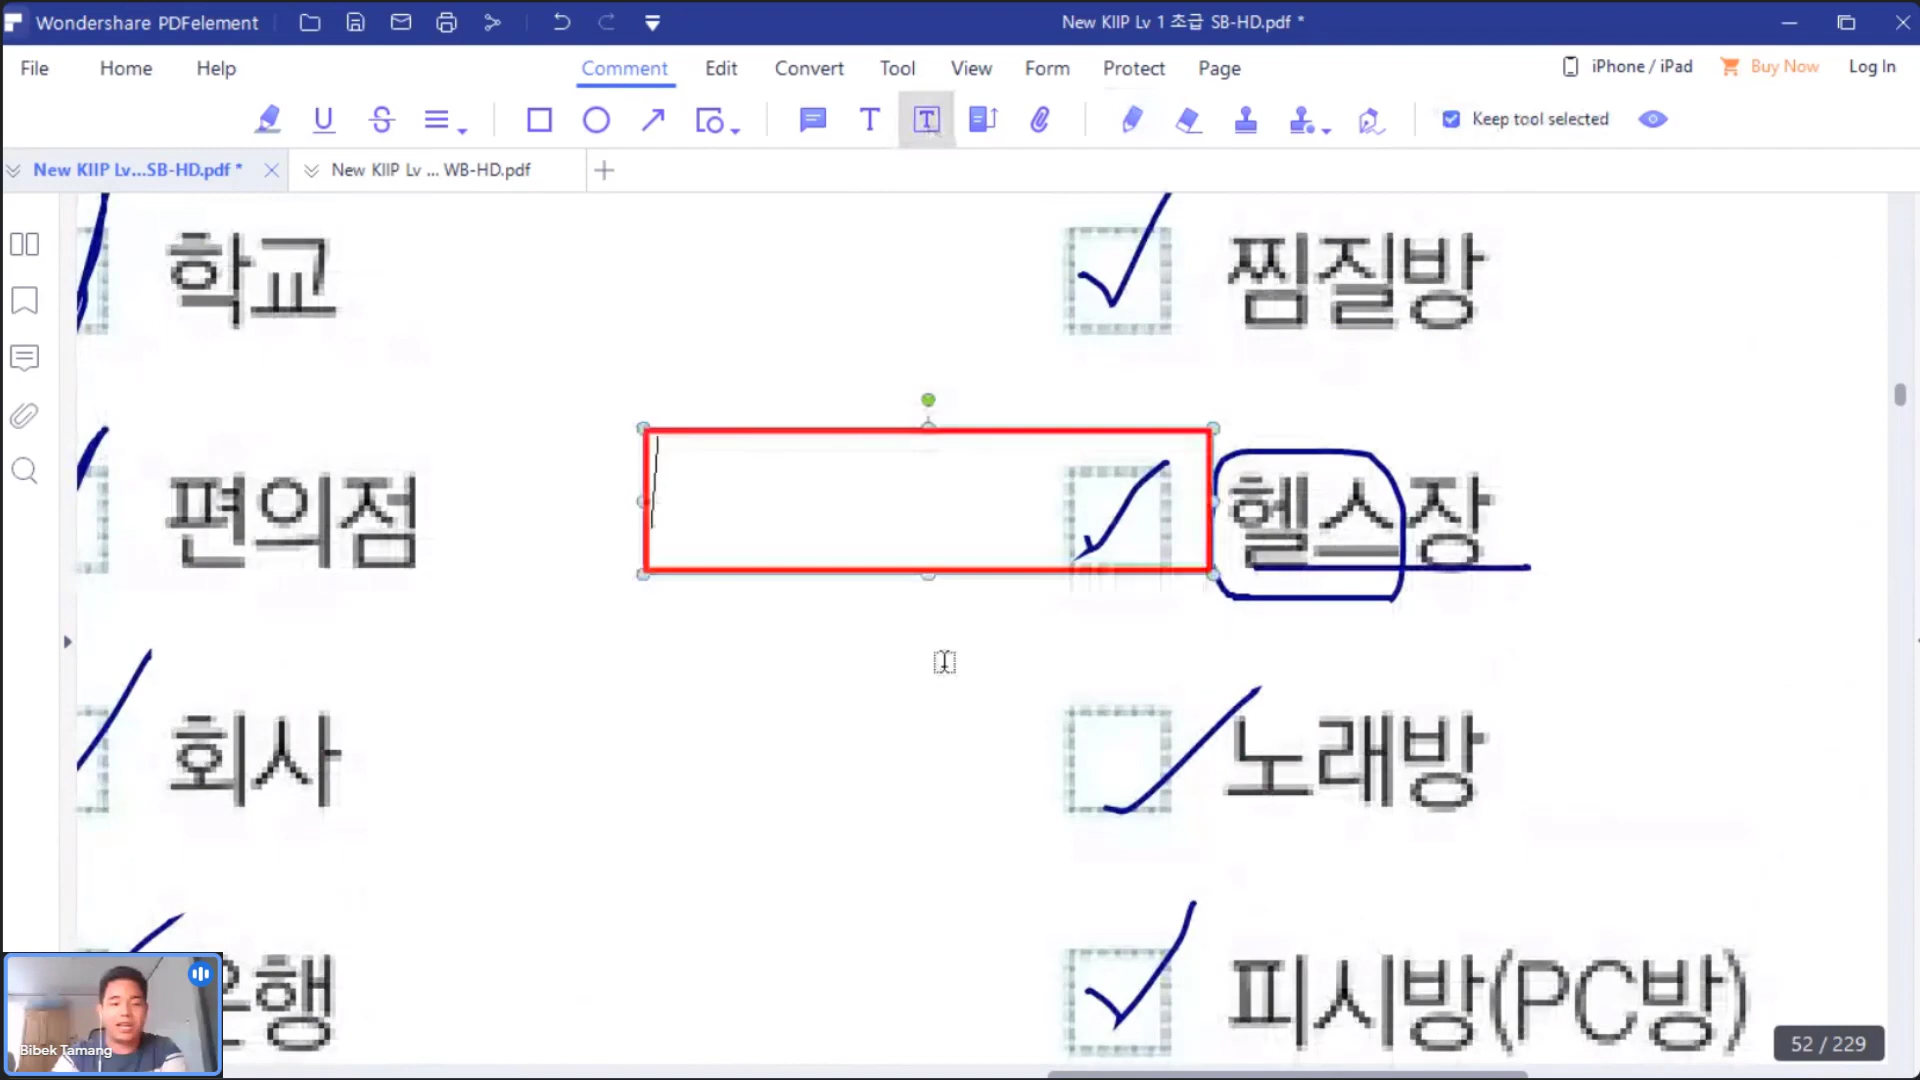 Wondershare PDFelement
New KIIP Lv 1 초급 SB-HD.pdf *
File Home Help Comment Edit Convert Tool View Form Protect Page iPhone / iPad Buy Now Log In
Keep tool selected
New KIIP Lv...SB-HD.pdf * New KIIP Lv ... WB-HD.pdf
학교 찜질방
편의점 헬스장
회사 노래방
은행 피시방(PC방)
Bibek Tamang
52 / 229